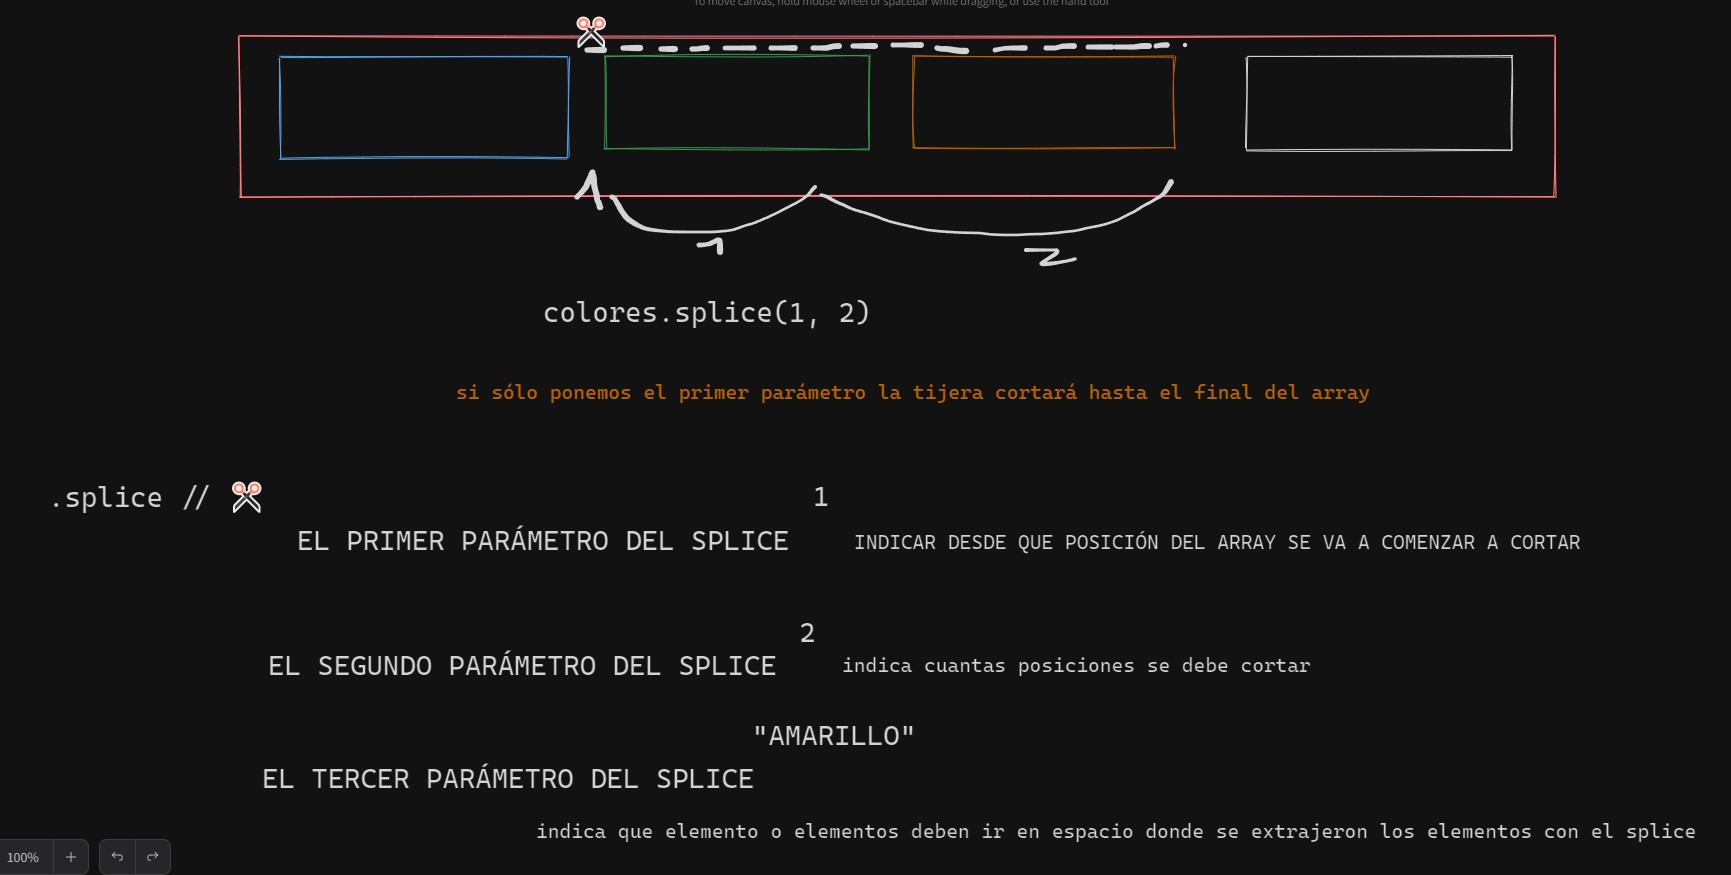 To move canvas, hold mouse wheel or spacebar while dragging, or use the hand tool
1
1
2
colores.splice(1, 2)
si sólo ponemos el primer parámetro la tijera cortará hasta el final del array
.splice //
1
EL PRIMER PARÁMETRO DEL SPLICE
INDICAR DESDE QUE POSICIÓN DEL ARRAY SE VA A COMENZAR A CORTAR
2
EL SEGUNDO PARÁMETRO DEL SPLICE
indica cuantas posiciones se debe cortar
"AMARILLO"
EL TERCER PARÁMETRO DEL SPLICE
indica que elemento o elementos deben ir en espacio donde se extrajeron los elementos con el splice
100%